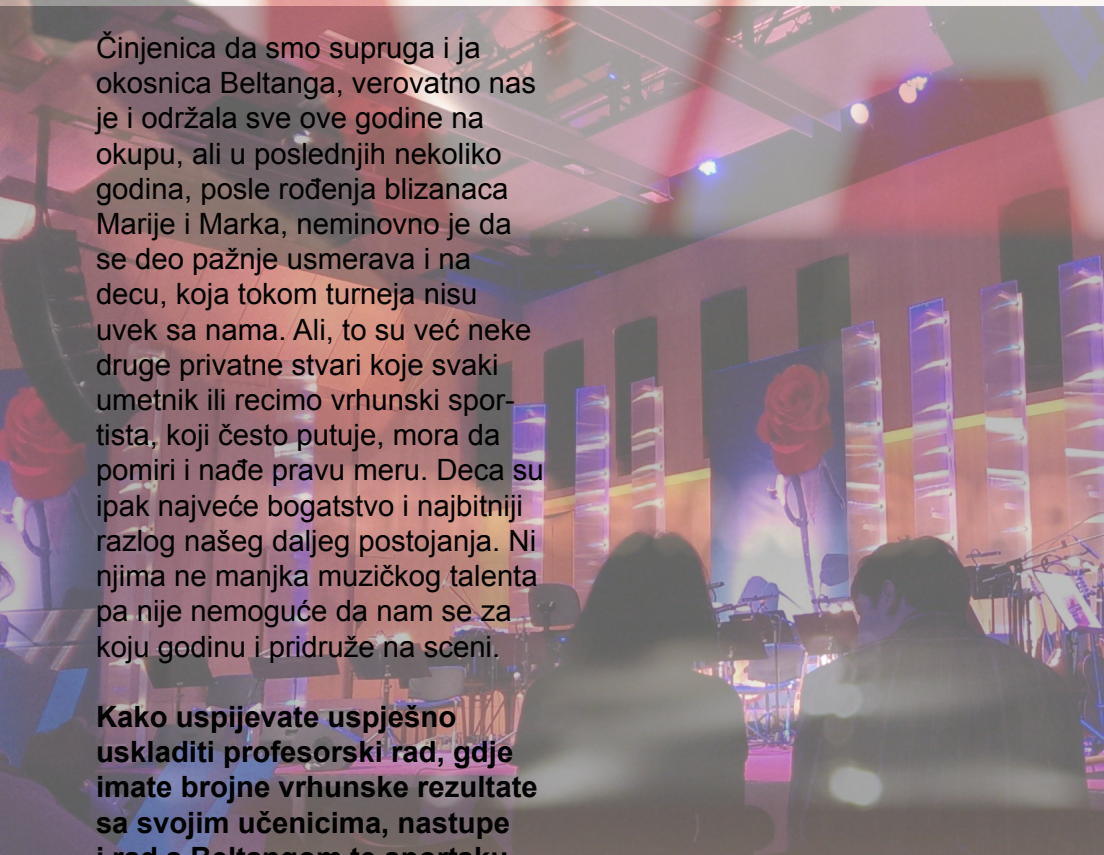 Činjenica da smo supruga i ja
okosnica Beltanga, verovatno nas
je i održala sve ove godine na
okupu, ali u poslednjih nekoliko
godina, posle rođenja blizanaca
Marije i Marka, neminovno je da
se deo pažnje usmerava i na
decu, koja tokom turneja nisu
uvek sa nama. Ali, to su već neke
druge privatne stvari koje svaki
umetnik ili recimo vrhunski spor-
tista, koji često putuje, mora da
pomiri i nađe pravu meru. Deca su
ipak najveće bogatstvo i najbitniji
razlog našeg daljeg postojanja. Ni
njima ne manjka muzičkog talenta
pa nije nemoguće da nam se za
koju godinu i pridruže na sceni.
Kako uspijevate uspješno
uskladiti profesorski rad, gdje
imate brojne vrhunske rezultate
sa svojim učenicima, nastupe
i rad s Beltangom te sportsku